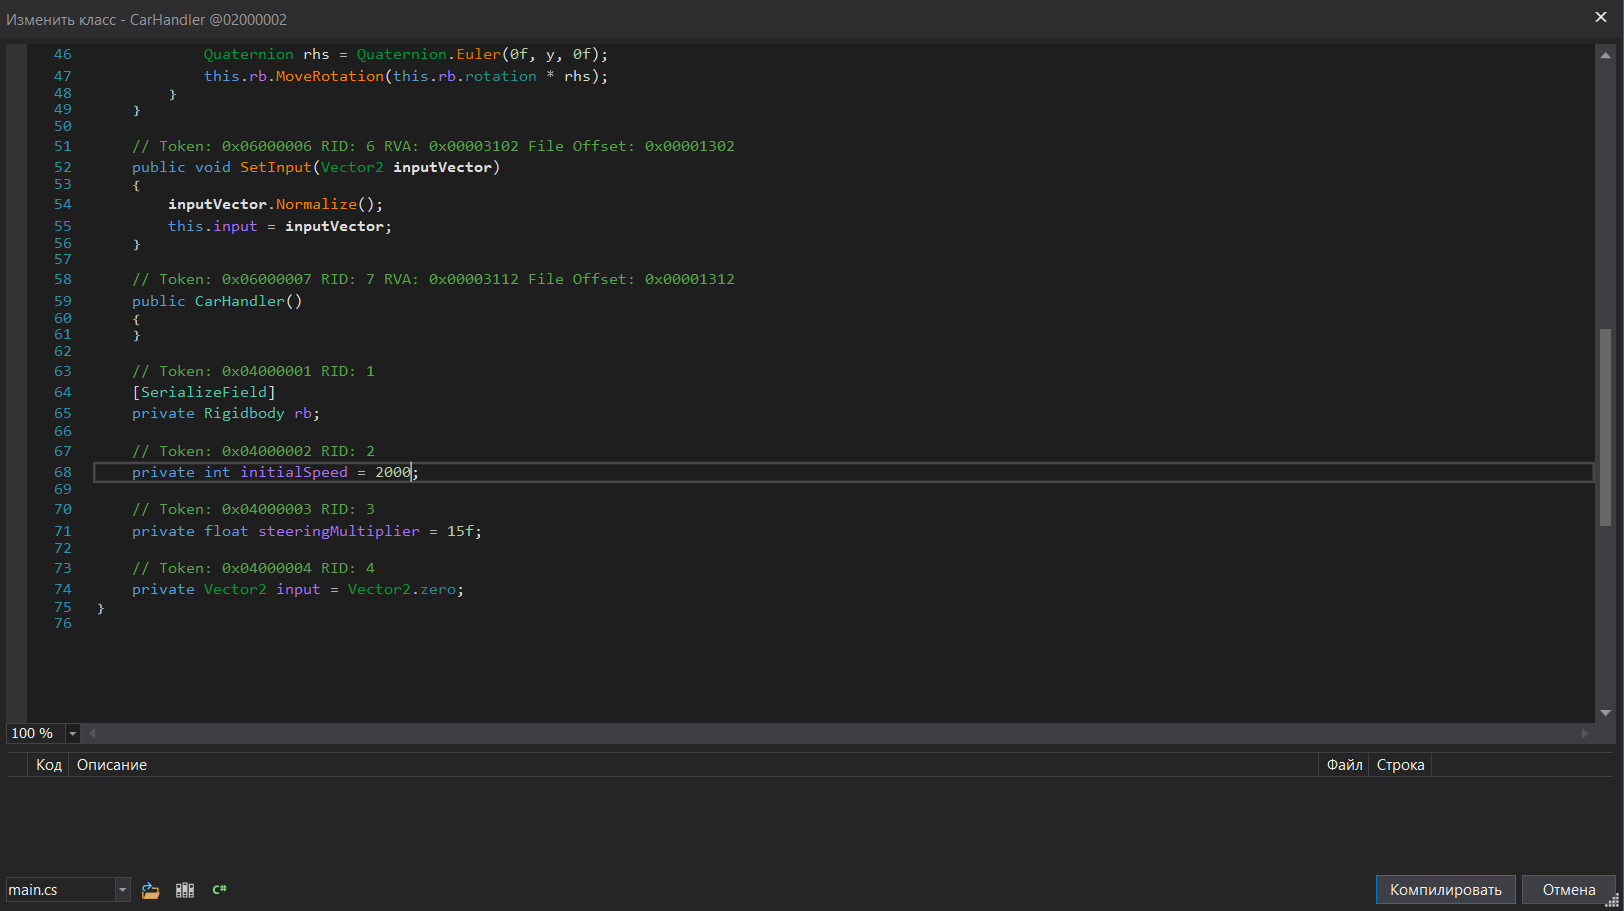 Изменить класс - CarHandler @02000002
46 Quaternion rhs = Quaternion.Euler(0f, y, 0f);
47 this.rb.MoveRotation(this.rb.rotation * rhs);
48 }
49 }
50
51 // Token: 0x06000006 RID: 6 RVA: 0x00003102 File Offset: 0x00001302
52 public void SetInput(Vector2 inputVector)
53 {
54 inputVector.Normalize();
55 this.input = inputVector;
56 }
57
58 // Token: 0x06000007 RID: 7 RVA: 0x00003112 File Offset: 0x00001312
59 public CarHandler()
60 {
61 }
62
63 // Token: 0x04000001 RID: 1
64 [SerializeField]
65 private Rigidbody rb;
66
67 // Token: 0x04000002 RID: 2
68 private int initialSpeed = 2000;
69
70 // Token: 0x04000003 RID: 3
71 private float steeringMultiplier = 15f;
72
73 // Token: 0x04000004 RID: 4
74 private Vector2 input = Vector2.zero;
75 }
76
100 %
Код Описание Файл Строка
main.cs C# Компилировать Отмена